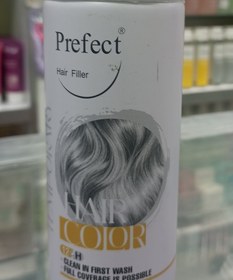 Prefect®
Hair Filler
HAIR
COLOR
CLEAN IN FIRST WASH
FULL COVERAGE IS POSSIBLE